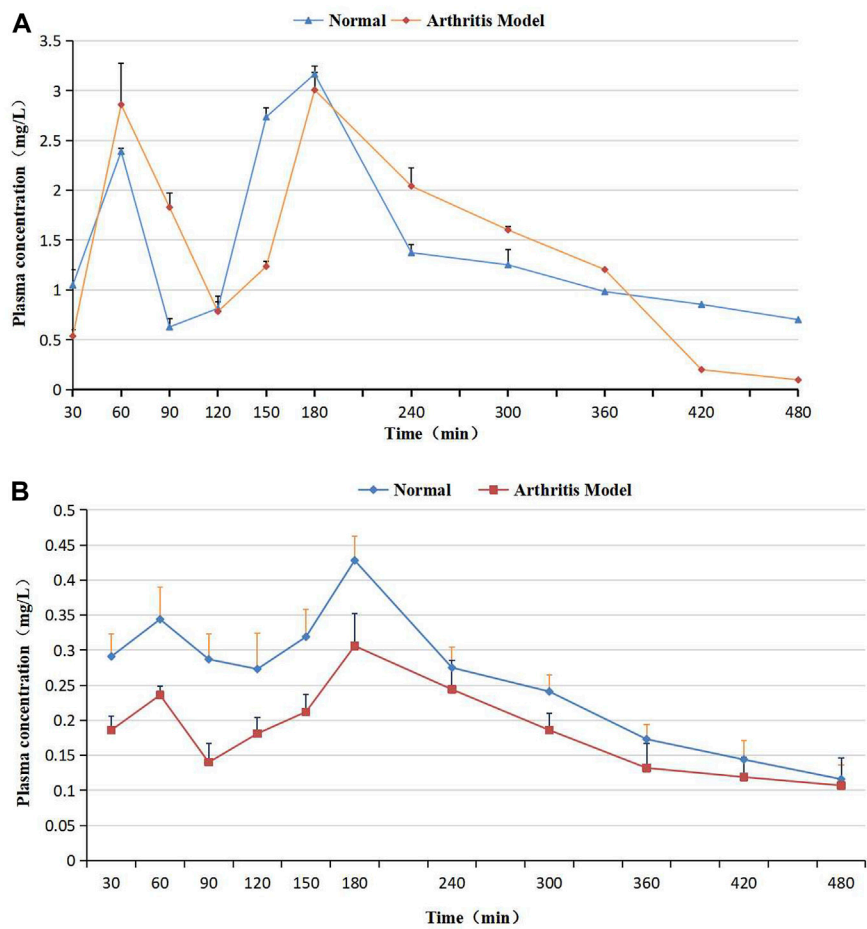 A
Normal Arthritis Model
3.5
3
2.5
2
1.5
1
0.5
0
Plasma concentration（mg/L）
30 60 90 120 150 180 240 300 360 420 480
Time（min）
B
Normal Arthritis Model
0.5
0.45
0.4
0.35
0.3
0.25
0.2
0.15
0.1
0.05
0
Plasma concentration（mg/L）
30 60 90 120 150 180 240 300 360 420 480
Time（min）